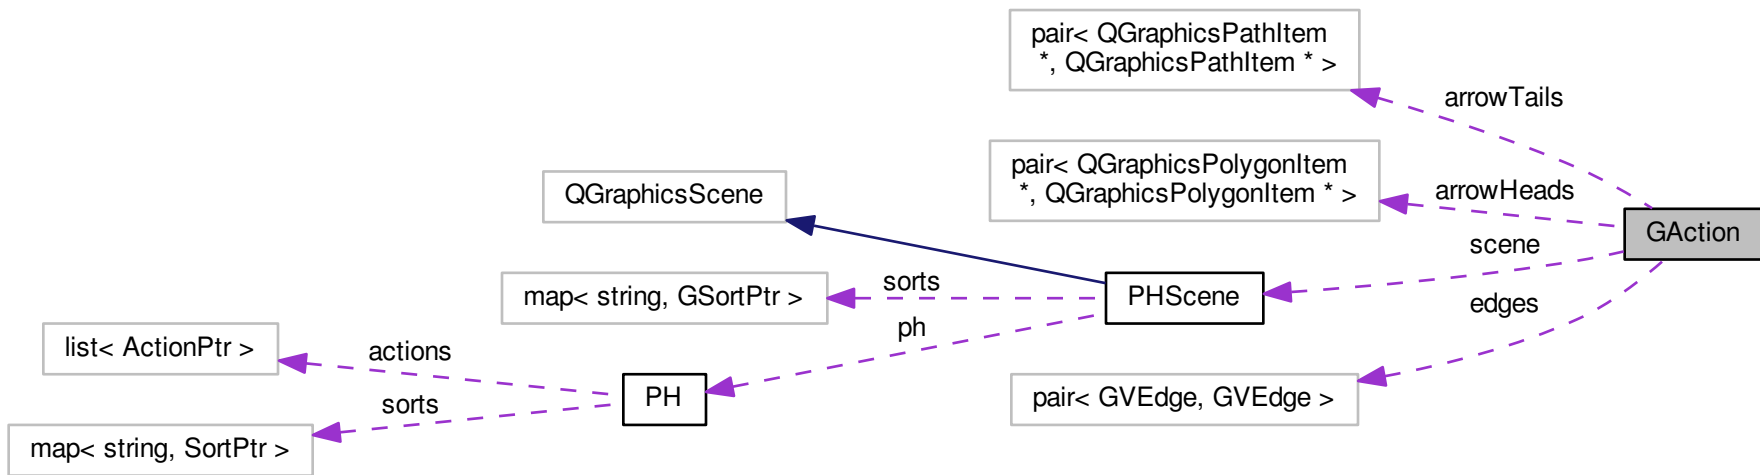 pair< QGraphicsPathItem
*, QGraphicsPathItem * >
arrowTails
pair< QGraphicsPolygonItem
*, QGraphicsPolygonItem * >
arrowHeads
QGraphicsScene
GAction
scene
map< string, GSortPtr >
sorts
PHScene
edges
ph
list< ActionPtr >
actions
PH
pair< GVEdge, GVEdge >
sorts
map< string, SortPtr >